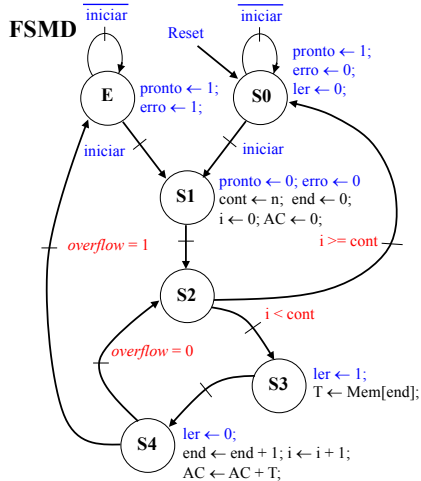 FSMD
iniciar
iniciar
Reset
E
pronto ← 1;
erro ← 1;
S0
pronto ← 1;
erro ← 0;
ler ← 0;
iniciar
iniciar
S1
pronto ← 0; erro ← 0
cont ← n; end ← 0;
i ← 0; AC ← 0;
overflow = 1
i >= cont
S2
i < cont
overflow = 0
S3
ler ← 1;
T ← Mem[end];
S4
ler ← 0;
end ← end + 1; i ← i + 1;
AC ← AC + T;